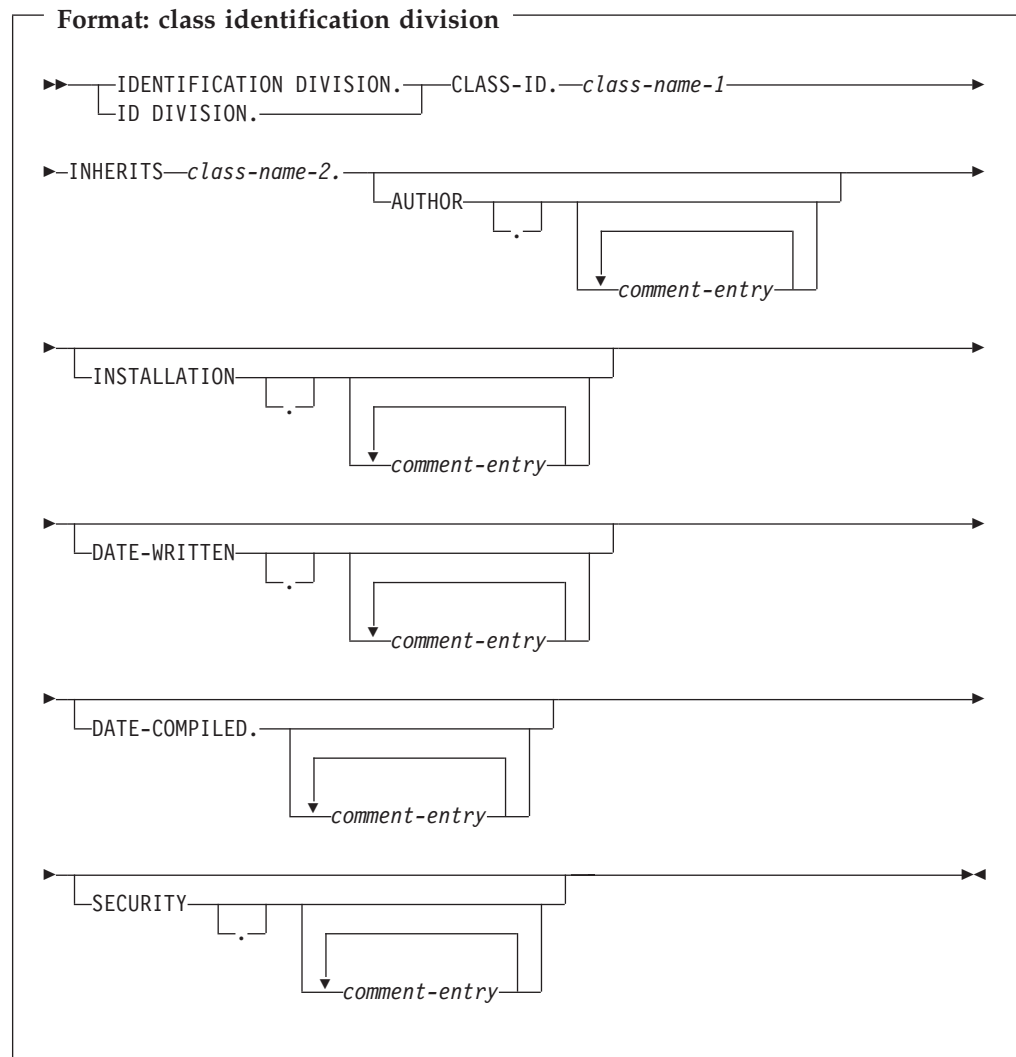 Format: class identification division
IDENTIFICATION DIVISION. CLASS-ID. class-name-1
ID DIVISION.
INHERITS class-name-2.
AUTHOR .
comment-entry
INSTALLATION .
comment-entry
DATE-WRITTEN .
comment-entry
DATE-COMPILED.
comment-entry
SECURITY .
comment-entry